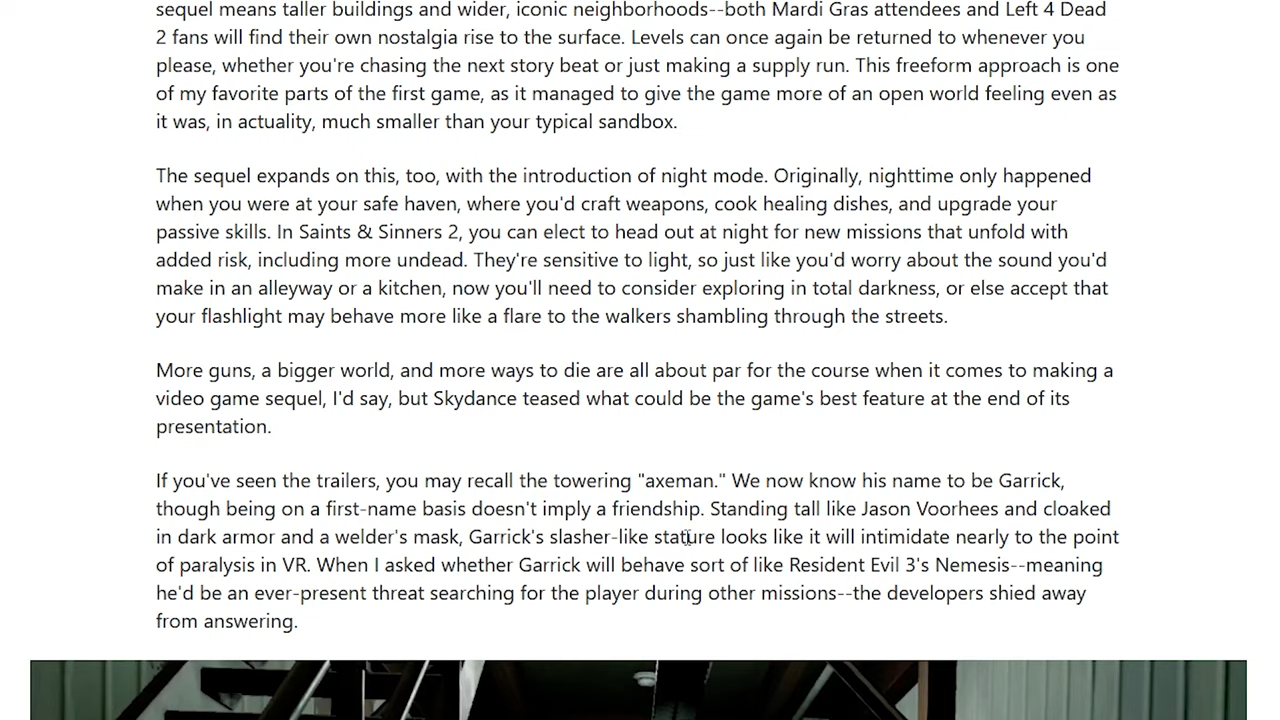 sequel means taller buildings and wider, iconic neighborhoods--both Mardi Gras attendees and Left 4 Dead
2 fans will find their own nostalgia rise to the surface. Levels can once again be returned to whenever you
please, whether you're chasing the next story beat or just making a supply run. This freeform approach is one
of my favorite parts of the first game, as it managed to give the game more of an open world feeling even as
it was, in actuality, much smaller than your typical sandbox.
The sequel expands on this, too, with the introduction of night mode. Originally, nighttime only happened
when you were at your safe haven, where you'd craft weapons, cook healing dishes, and upgrade your
passive skills. In Saints & Sinners 2, you can elect to head out at night for new missions that unfold with
added risk, including more undead. They're sensitive to light, so just like you'd worry about the sound you'd
make in an alleyway or a kitchen, now you'll need to consider exploring in total darkness, or else accept that
your flashlight may behave more like a flare to the walkers shambling through the streets.
More guns, a bigger world, and more ways to die are all about par for the course when it comes to making a
video game sequel, I'd say, but Skydance teased what could be the game's best feature at the end of its
presentation.
If you've seen the trailers, you may recall the towering "axeman." We now know his name to be Garrick,
though being on a first-name basis doesn't imply a friendship. Standing tall like Jason Voorhees and cloaked
in dark armor and a welder's mask, Garrick's slasher-like stature looks like it will intimidate nearly to the point
of paralysis in VR. When I asked whether Garrick will behave sort of like Resident Evil 3's Nemesis--meaning
he'd be an ever-present threat searching for the player during other missions--the developers shied away
from answering.